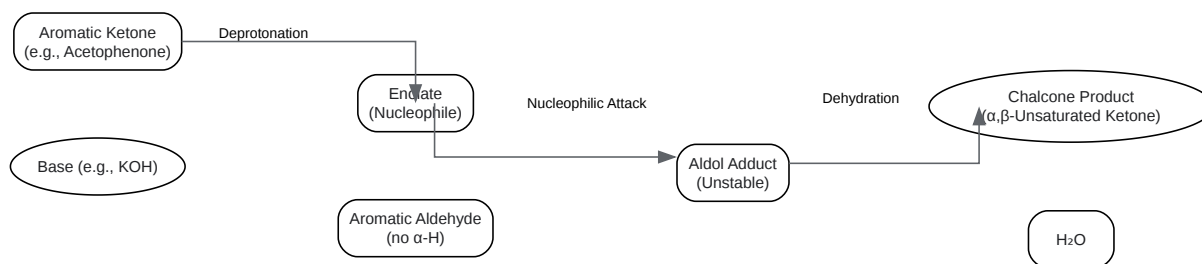 Aromatic Ketone
(e.g., Acetophenone)
Deprotonation
Enolate
(Nucleophile)
Nucleophilic Attack
Dehydration
Chalcone Product
(α,β-Unsaturated Ketone)
Base (e.g., KOH)
Aldol Adduct
(Unstable)
Aromatic Aldehyde
(no α-H)
H₂O